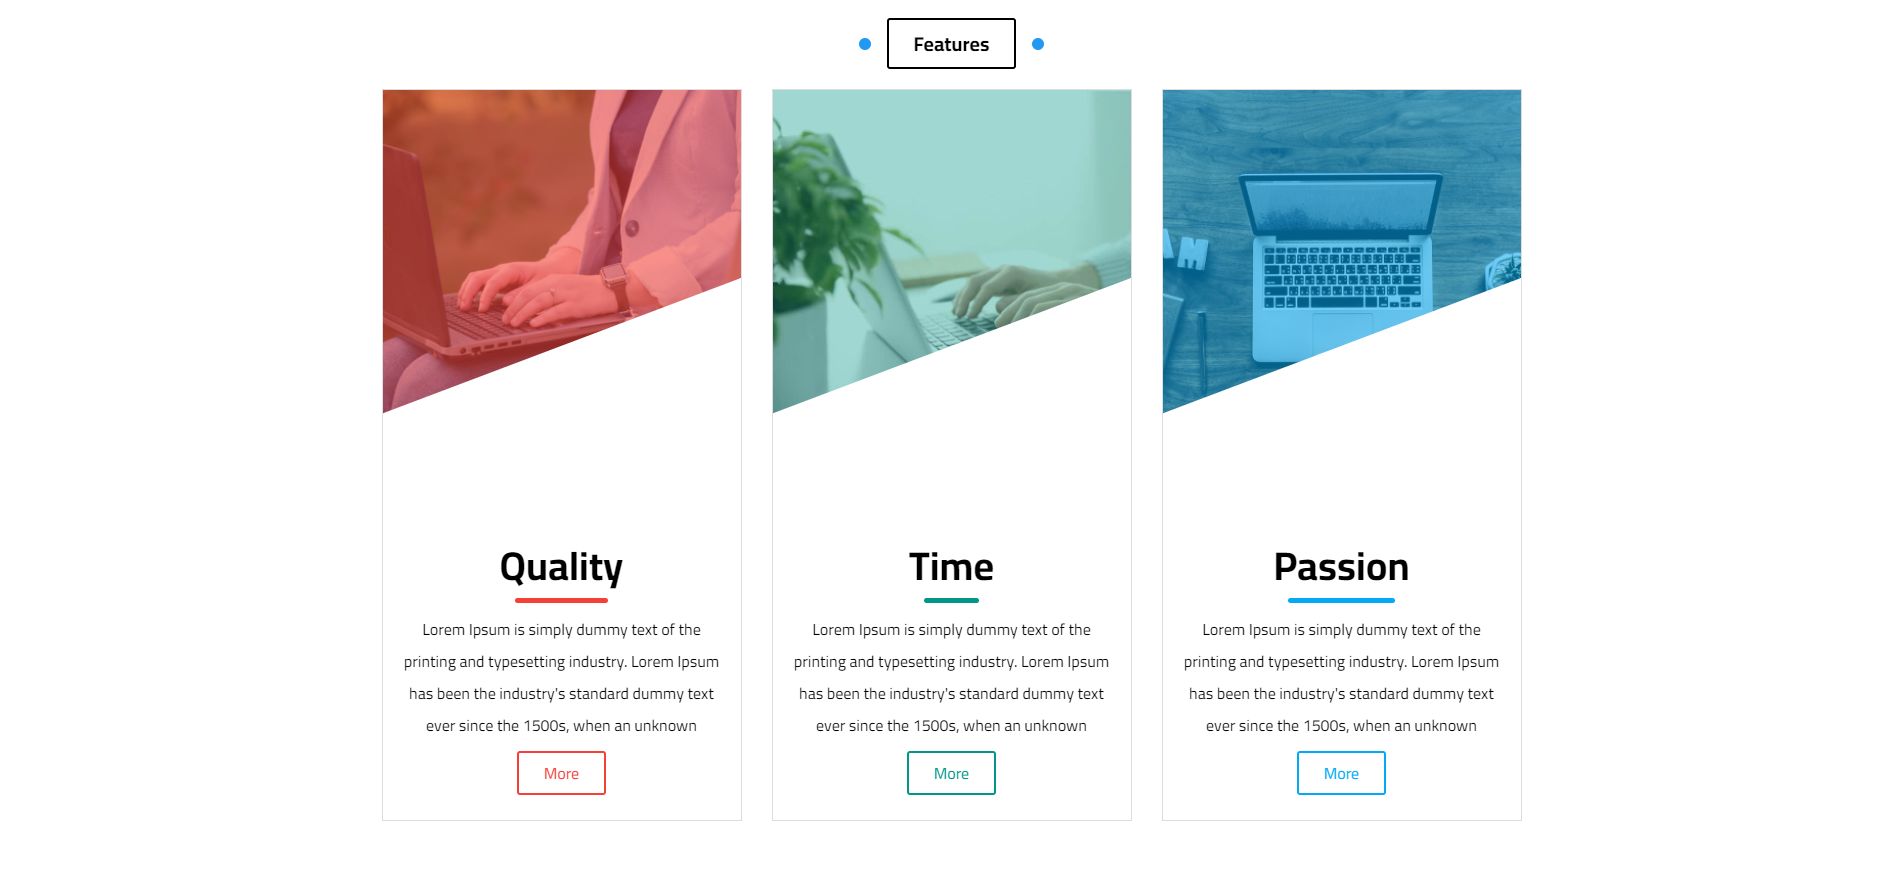 Features
Quality
Lorem Ipsum is simply dummy text of the
printing and typesetting industry. Lorem Ipsum
has been the industry's standard dummy text
ever since the 1500s, when an unknown
More
Time
Lorem Ipsum is simply dummy text of the
printing and typesetting industry. Lorem Ipsum
has been the industry's standard dummy text
ever since the 1500s, when an unknown
More
Passion
Lorem Ipsum is simply dummy text of the
printing and typesetting industry. Lorem Ipsum
has been the industry's standard dummy text
ever since the 1500s, when an unknown
More